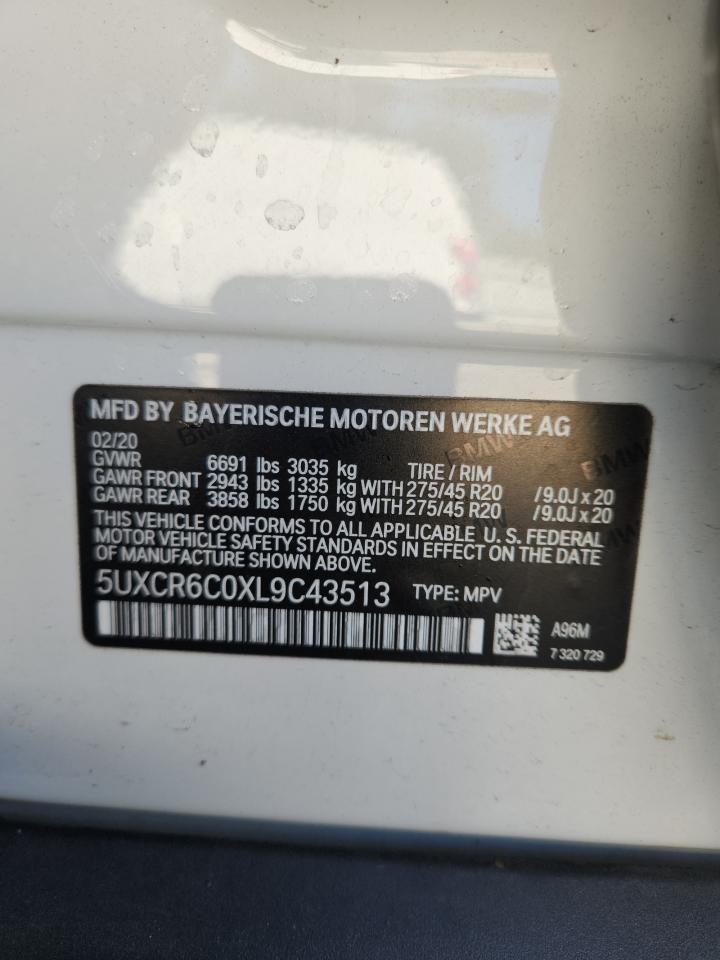 MFD BY BAYERISCHE MOTOREN WERKE AG
02/20
GVWR 6691 lbs 3035 kg TIRE / RIM
GAWR FRONT 2943 lbs 1335 kg WITH 275/45 R20 / 9.0J x 20
GAWR REAR 3858 lbs 1750 kg WITH 275/45 R20 / 9.0J x 20
THIS VEHICLE CONFORMS TO ALL APPLICABLE U. S. FEDERAL
MOTOR VEHICLE SAFETY STANDARDS IN EFFECT ON THE DATE
OF MANUFACTURE SHOWN ABOVE.
5UXCR6C0XL9C43513 TYPE: MPV
A96M
7 320 729
BMW
BMW
BMW